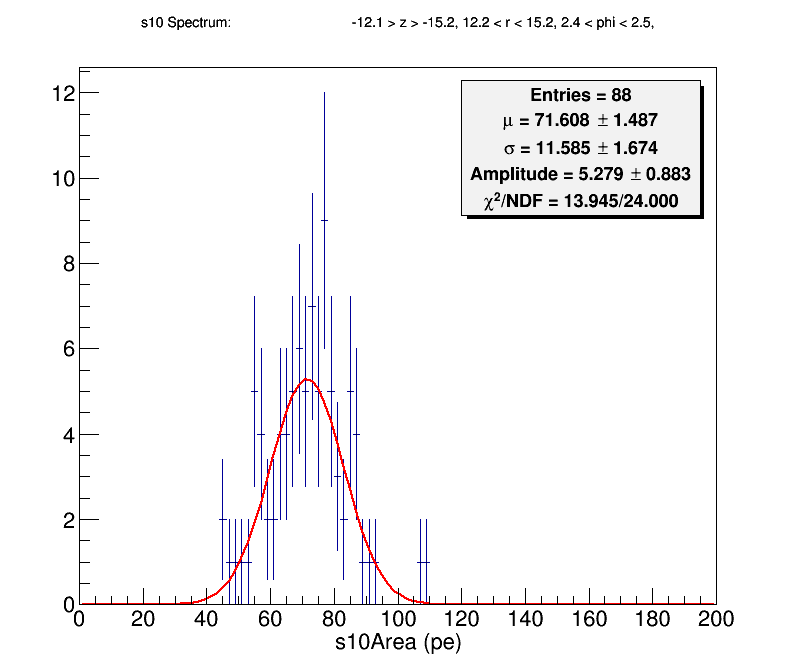 s10 Spectrum: -12.1 > z > -15.2, 12.2 < r < 15.2, 2.4 < phi < 2.5,
Entries = 88
μ = 71.608 ± 1.487
σ = 11.585 ± 1.674
Amplitude = 5.279 ± 0.883
χ²/NDF = 13.945/24.000
12
10
8
6
4
2
0
0 20 40 60 80 100 120 140 160 180 200
s10Area (pe)